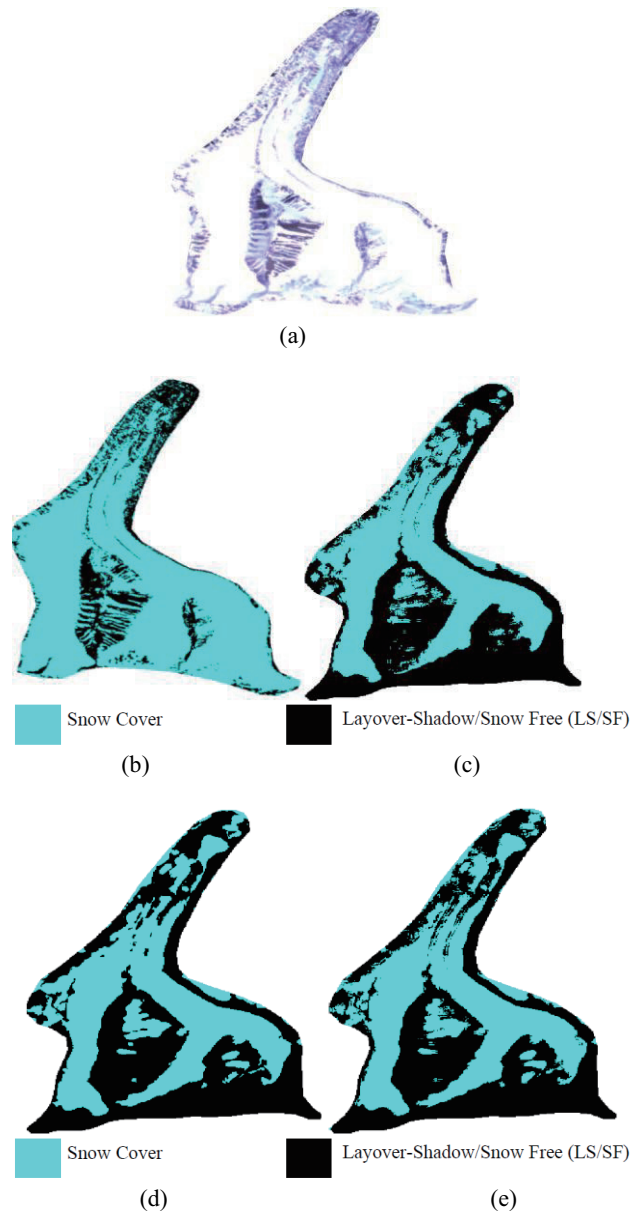 (a)
Snow Cover
Layover-Shadow/Snow Free (LS/SF)
(b)
(c)
Snow Cover
Layover-Shadow/Snow Free (LS/SF)
(d)
(e)